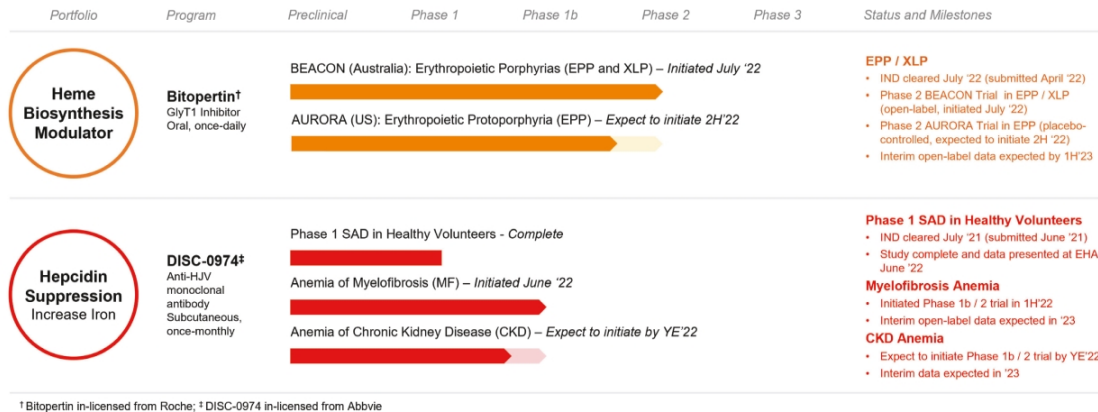 Portfolio Program Preclinical Phase 1 Phase 1b Phase 2 Phase 3 Status and Milestones
Heme
Biosynthesis
Modulator
Bitopertin†
GlyT1 Inhibitor
Oral, once-daily
BEACON (Australia): Erythropoietic Porphyrias (EPP and XLP) – Initiated July ‘22
AURORA (US): Erythropoietic Protoporphyria (EPP) – Expect to initiate 2H’22
EPP / XLP
• IND cleared July ‘22 (submitted April ‘22)
• Phase 2 BEACON Trial in EPP / XLP
(open-label, initiated July ‘22)
• Phase 2 AURORA Trial in EPP (placebo-
controlled, expected to initiate 2H ‘22)
• Interim open-label data expected by 1H’23
Hepcidin
Suppression
Increase Iron
DISC-0974‡
Anti-HJV
monoclonal
antibody
Subcutaneous,
once-monthly
Phase 1 SAD in Healthy Volunteers - Complete
Anemia of Myelofibrosis (MF) – Initiated June ‘22
Anemia of Chronic Kidney Disease (CKD) – Expect to initiate by YE’22
Phase 1 SAD in Healthy Volunteers
• IND cleared July ‘21 (submitted June ‘21)
• Study complete and data presented at EHA
June ‘22
Myelofibrosis Anemia
• Initiated Phase 1b / 2 trial in 1H’22
• Interim open-label data expected in ‘23
CKD Anemia
• Expect to initiate Phase 1b / 2 trial by YE’22
• Interim data expected in ‘23
† Bitopertin in-licensed from Roche; ‡ DISC-0974 in-licensed from Abbvie